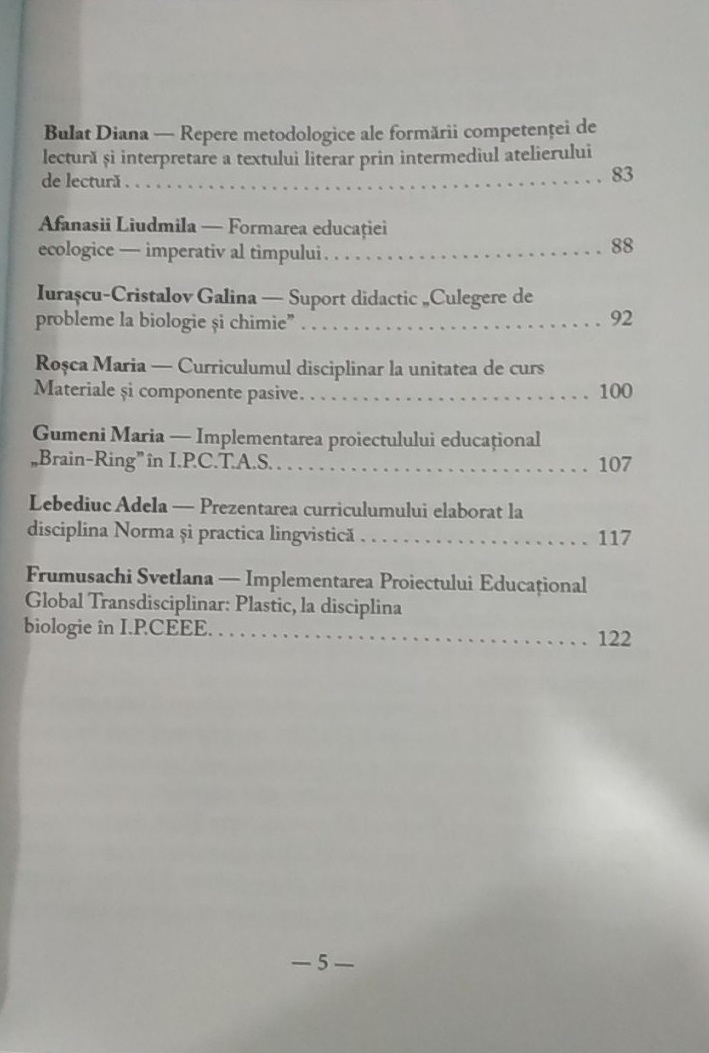 Bulat Diana — Repere metodologice ale formării competenței de
lectură și interpretare a textului literar prin intermediul atelierului
de lectură. . . . . . . . . . . . . . . . . . . . . . . . . . . . . . . . . . . . . . . . . . . . . 83
Afanasii Liudmila — Formarea educației
ecologice — imperativ al timpului. . . . . . . . . . . . . . . . . . . . . . . . . . . 88
Iurașcu-Cristalov Galina — Suport didactic „Culegere de
probleme la biologie și chimie” . . . . . . . . . . . . . . . . . . . . . . . . . . . . 92
Roșca Maria — Curriculumul disciplinar la unitatea de curs
Materiale și componente pasive. . . . . . . . . . . . . . . . . . . . . . . . . . . . 100
Gumeni Maria — Implementarea proiectulului educațional
„Brain-Ring” în I.P.C.T.A.S. . . . . . . . . . . . . . . . . . . . . . . . . . . . . . . 107
Lebediuc Adela — Prezentarea curriculumului elaborat la
disciplina Norma și practica lingvistică . . . . . . . . . . . . . . . . . . . . . . 117
Frumusachi Svetlana — Implementarea Proiectului Educațional
Global Transdisciplinar: Plastic, la disciplina
biologie în I.P.CEEE. . . . . . . . . . . . . . . . . . . . . . . . . . . . . . . . . . . . 122
— 5 —